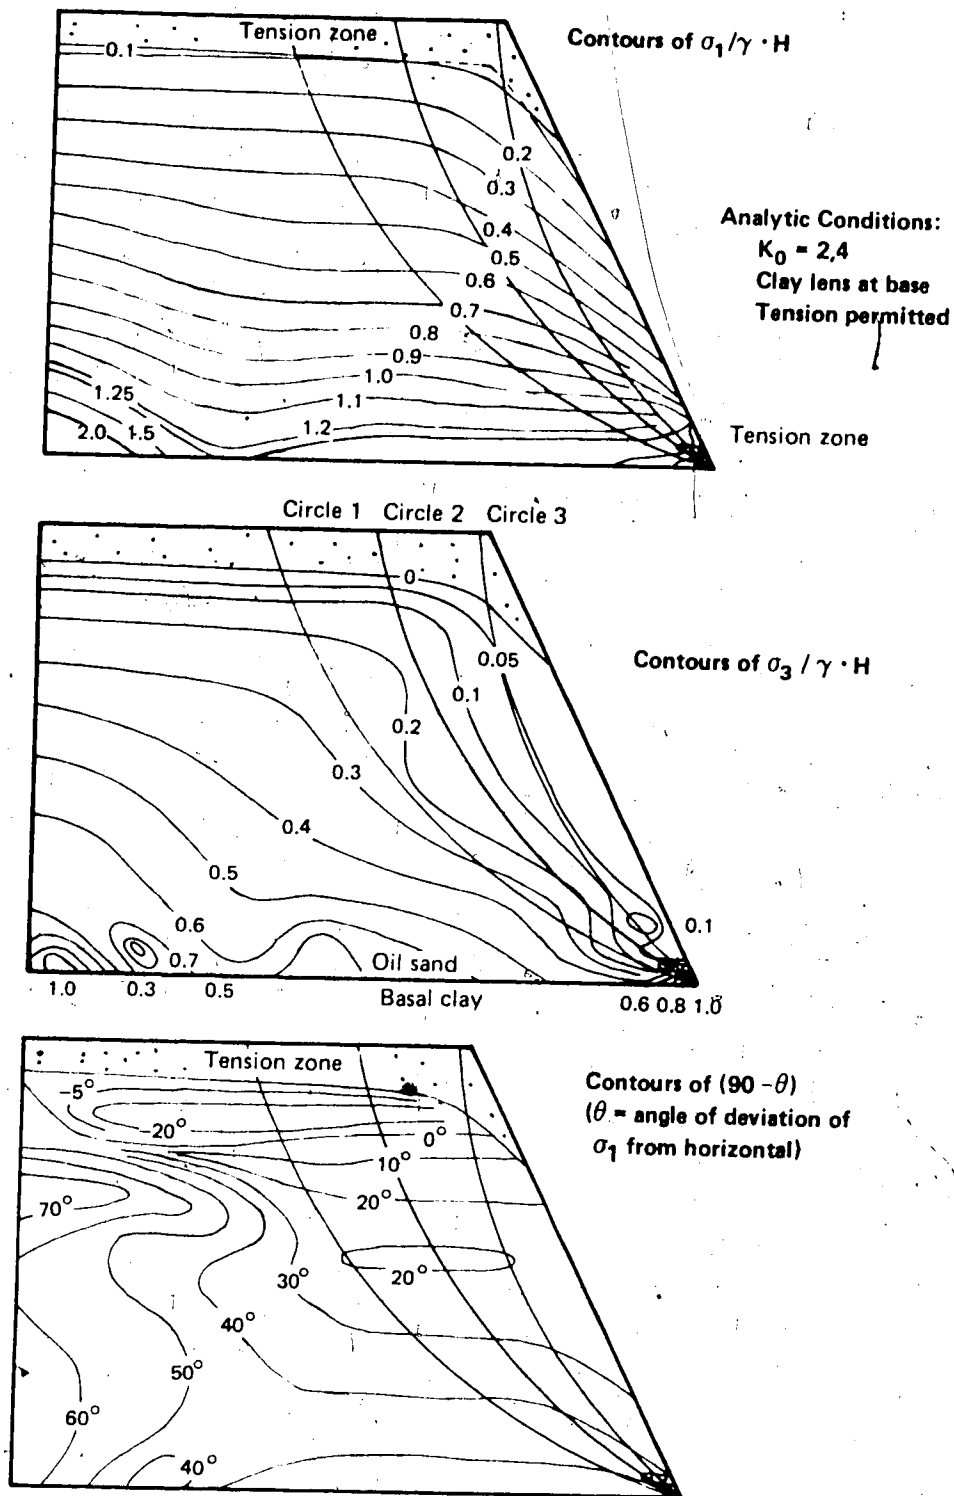 Tension zone
Contours of σ₁/γ · H
0.1
0.2
0.3
0.4
0.5
0.6
0.7
0.8
0.9
1.0
1.1
1.2
1.25
1.5
2.0
Analytic Conditions:
K₀ = 2,4
Clay lens at base
Tension permitted
Tension zone
Circle 1 Circle 2 Circle 3
0
0.05
0.1
0.2
0.3
0.4
0.5
0.6
0.7
Contours of σ₃ / γ · H
0.1
Oil sand
1.0 0.3 0.5 Basal clay 0.6 0.8 1.0
Tension zone
-5°
-20°
0°
10°
20°
70°
20°
30°
40°
50°
60°
40°
Contours of (90 -θ)
(θ = angle of deviation of
σ₁ from horizontal)